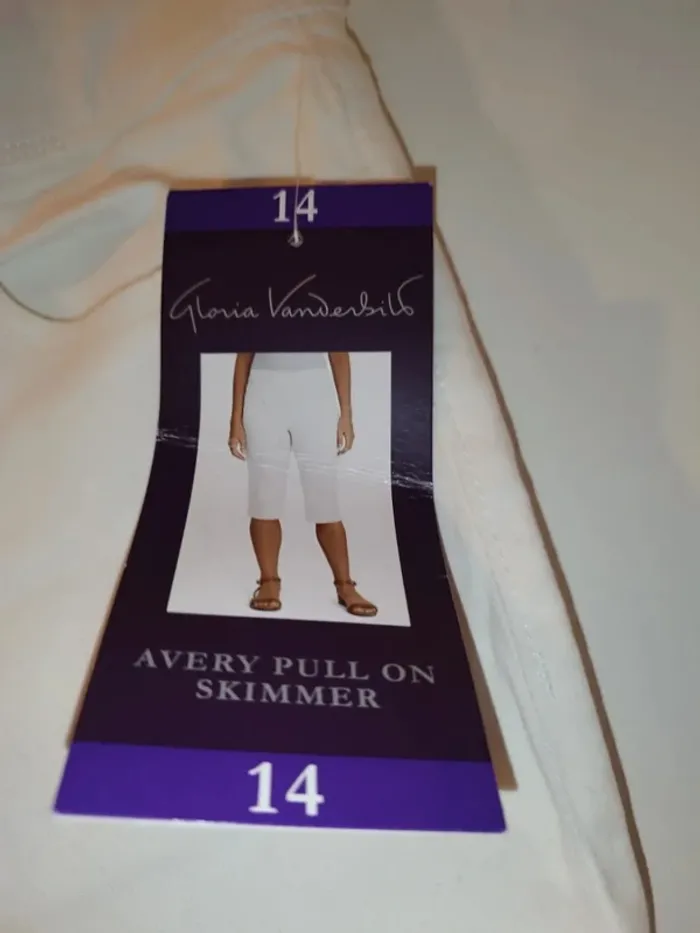 14
Gloria Vanderbilt
AVERY PULL ON
SKIMMER
14